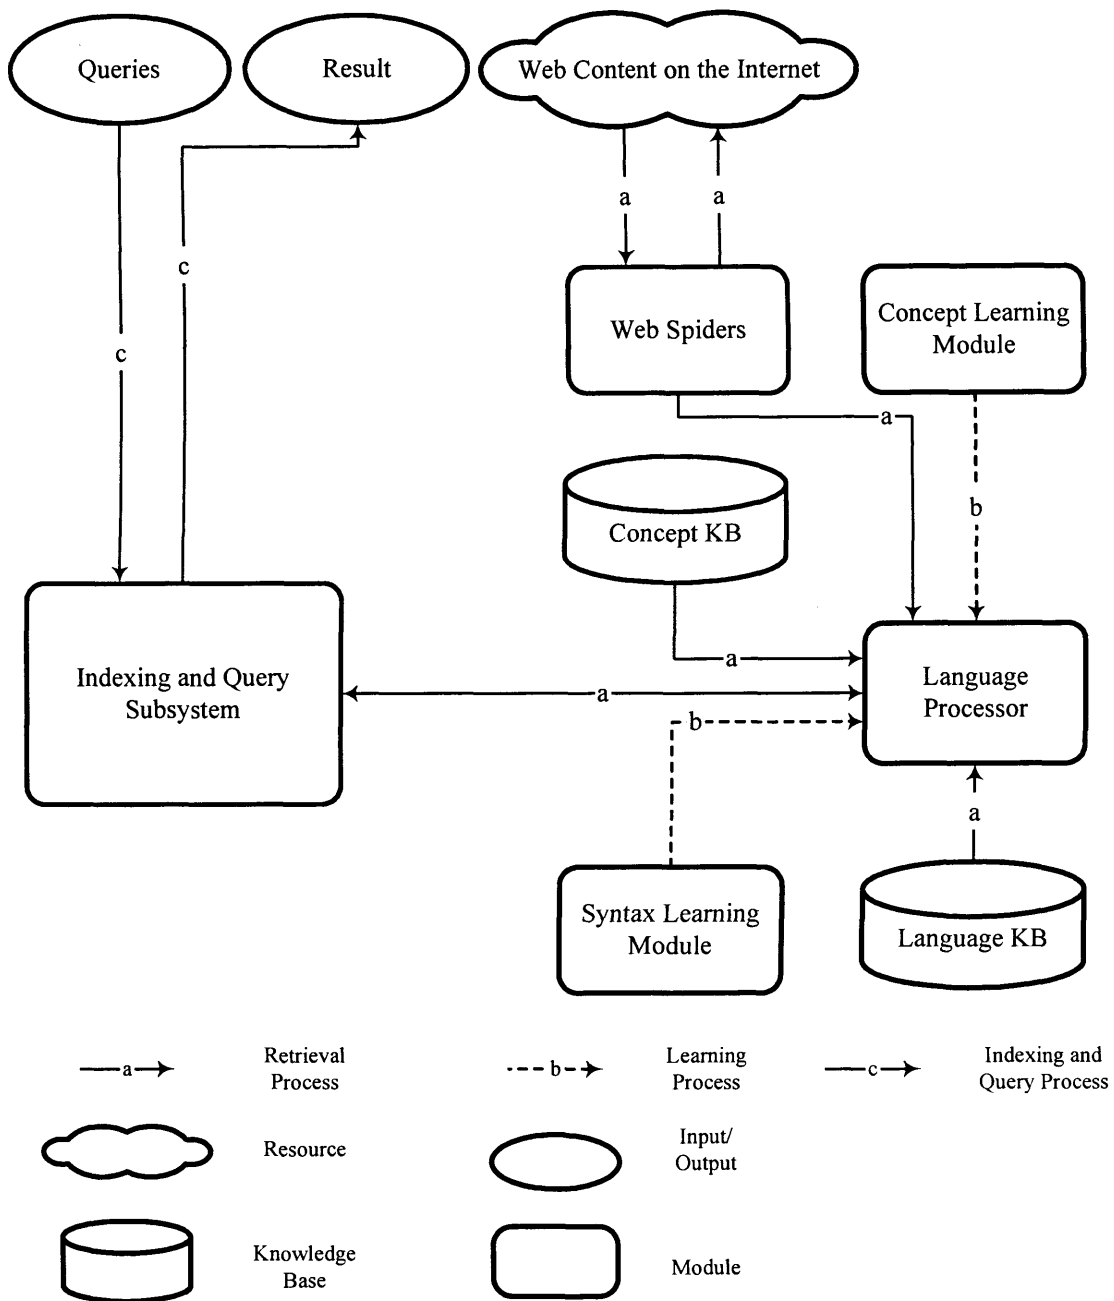 Queries
Result
Web Content on the Internet
a
a
c
c
Web Spiders
Concept Learning
Module
a
b
Concept KB
a
Indexing and Query
Subsystem
a
Language
Processor
b
a
Syntax Learning
Module
Language KB
a
Retrieval
Process
b
Learning
Process
c
Indexing and
Query Process
Resource
Input/
Output
Knowledge
Base
Module